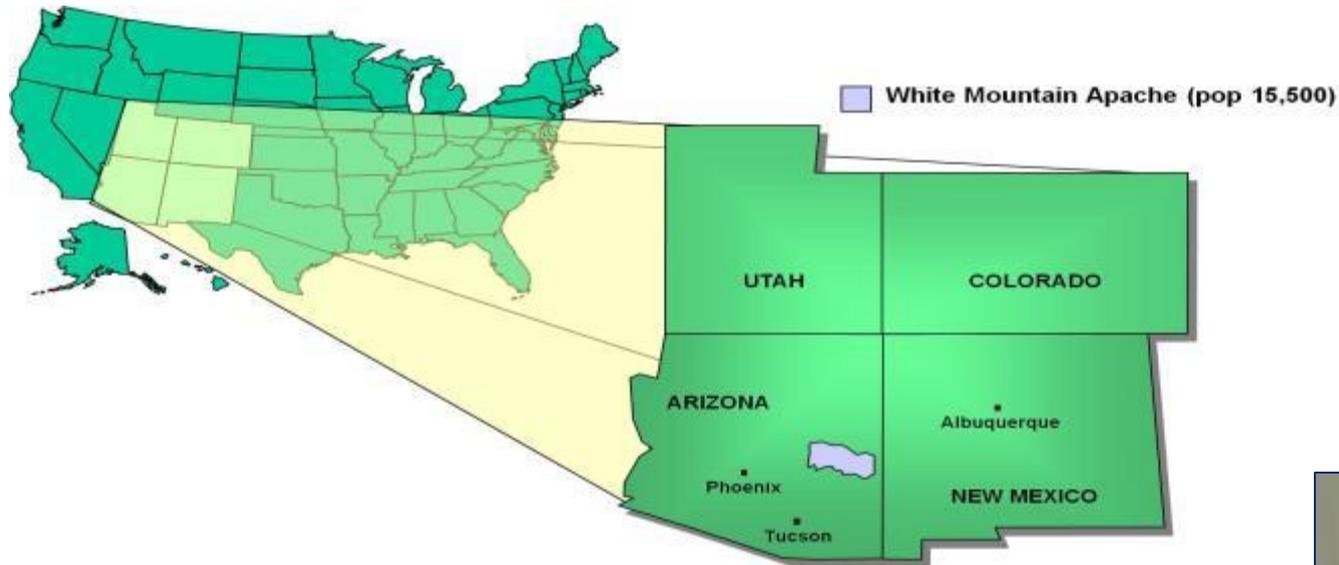 White Mountain Apache (pop 15,500)
UTAH
COLORADO
ARIZONA
Albuquerque
Phoenix
NEW MEXICO
Tucson